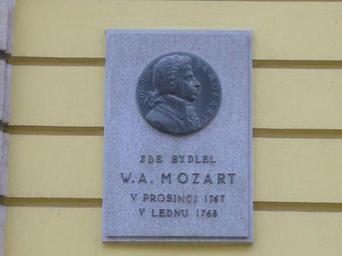 ZDE BYDLEL
W. A. MOZART
V PROSINCI 1767
V LEDNU 1768